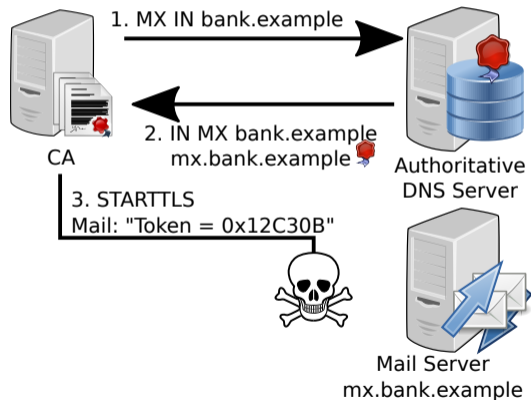 1. MX IN bank.example
2. IN MX bank.example
mx.bank.example
CA
Authoritative
DNS Server
3. STARTTLS
Mail: "Token = 0x12C30B"
Mail Server
mx.bank.example